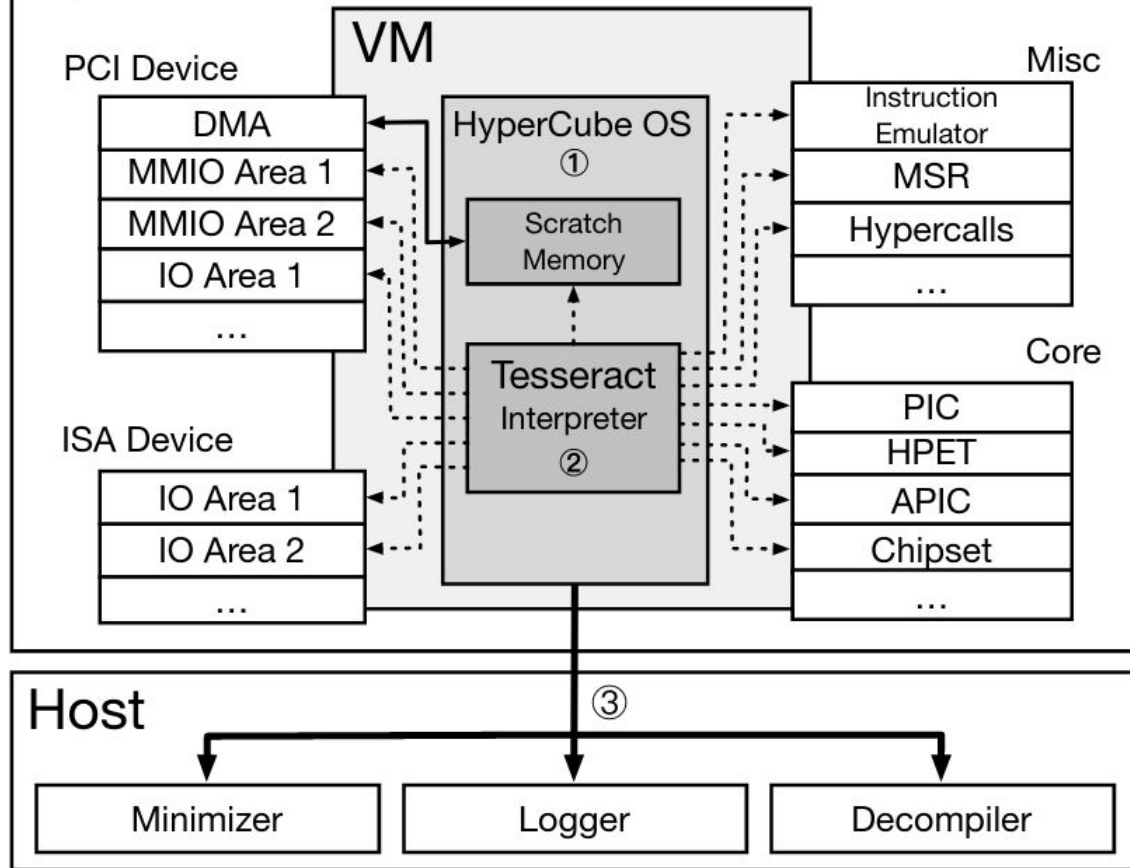 VM
PCI Device
DMA
MMIO Area 1
MMIO Area 2
IO Area 1
...
ISA Device
IO Area 1
IO Area 2
...
HyperCube OS
①
Scratch
Memory
Tesseract
Interpreter
②
Misc
Instruction
Emulator
MSR
Hypercalls
...
Core
PIC
HPET
APIC
Chipset
...
Host
③
Minimizer
Logger
Decompiler